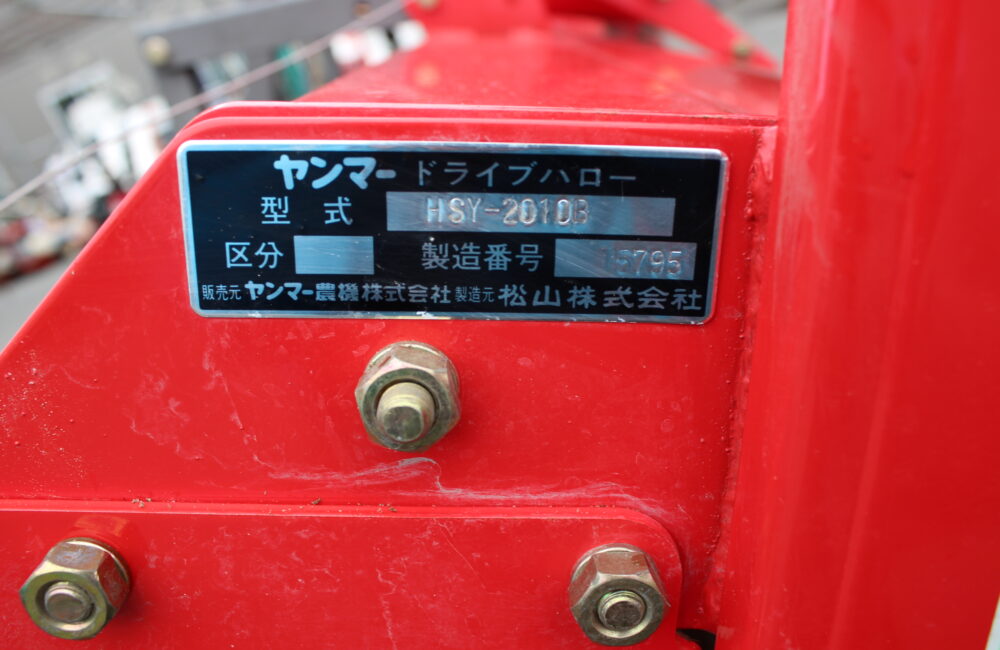 ヤンマー ドライブハロー
型式 HSY-2010B
区分 製造番号 15795
販売元 ヤンマー農機株式会社 製造元 松山株式会社